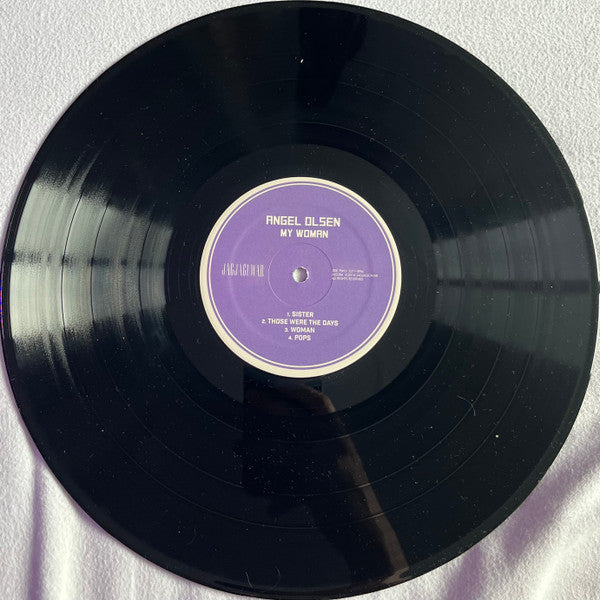 ANGEL OLSEN
MY WOMAN
JAGJAGUWAR
1. SISTER
2. THOSE WERE THE DAYS
3. WOMAN
4. POPS